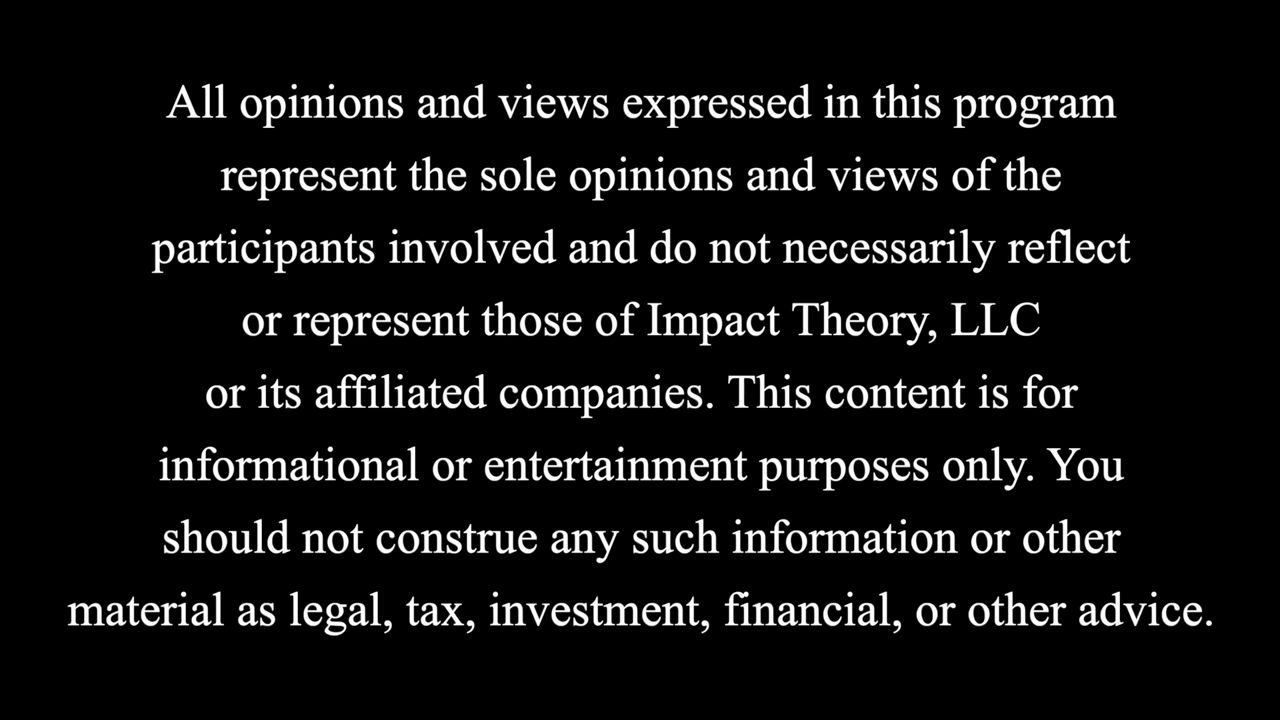 All opinions and views expressed in this program
represent the sole opinions and views of the
participants involved and do not necessarily reflect
or represent those of Impact Theory, LLC
or its affiliated companies. This content is for
informational or entertainment purposes only. You
should not construe any such information or other
material as legal, tax, investment, financial, or other advice.